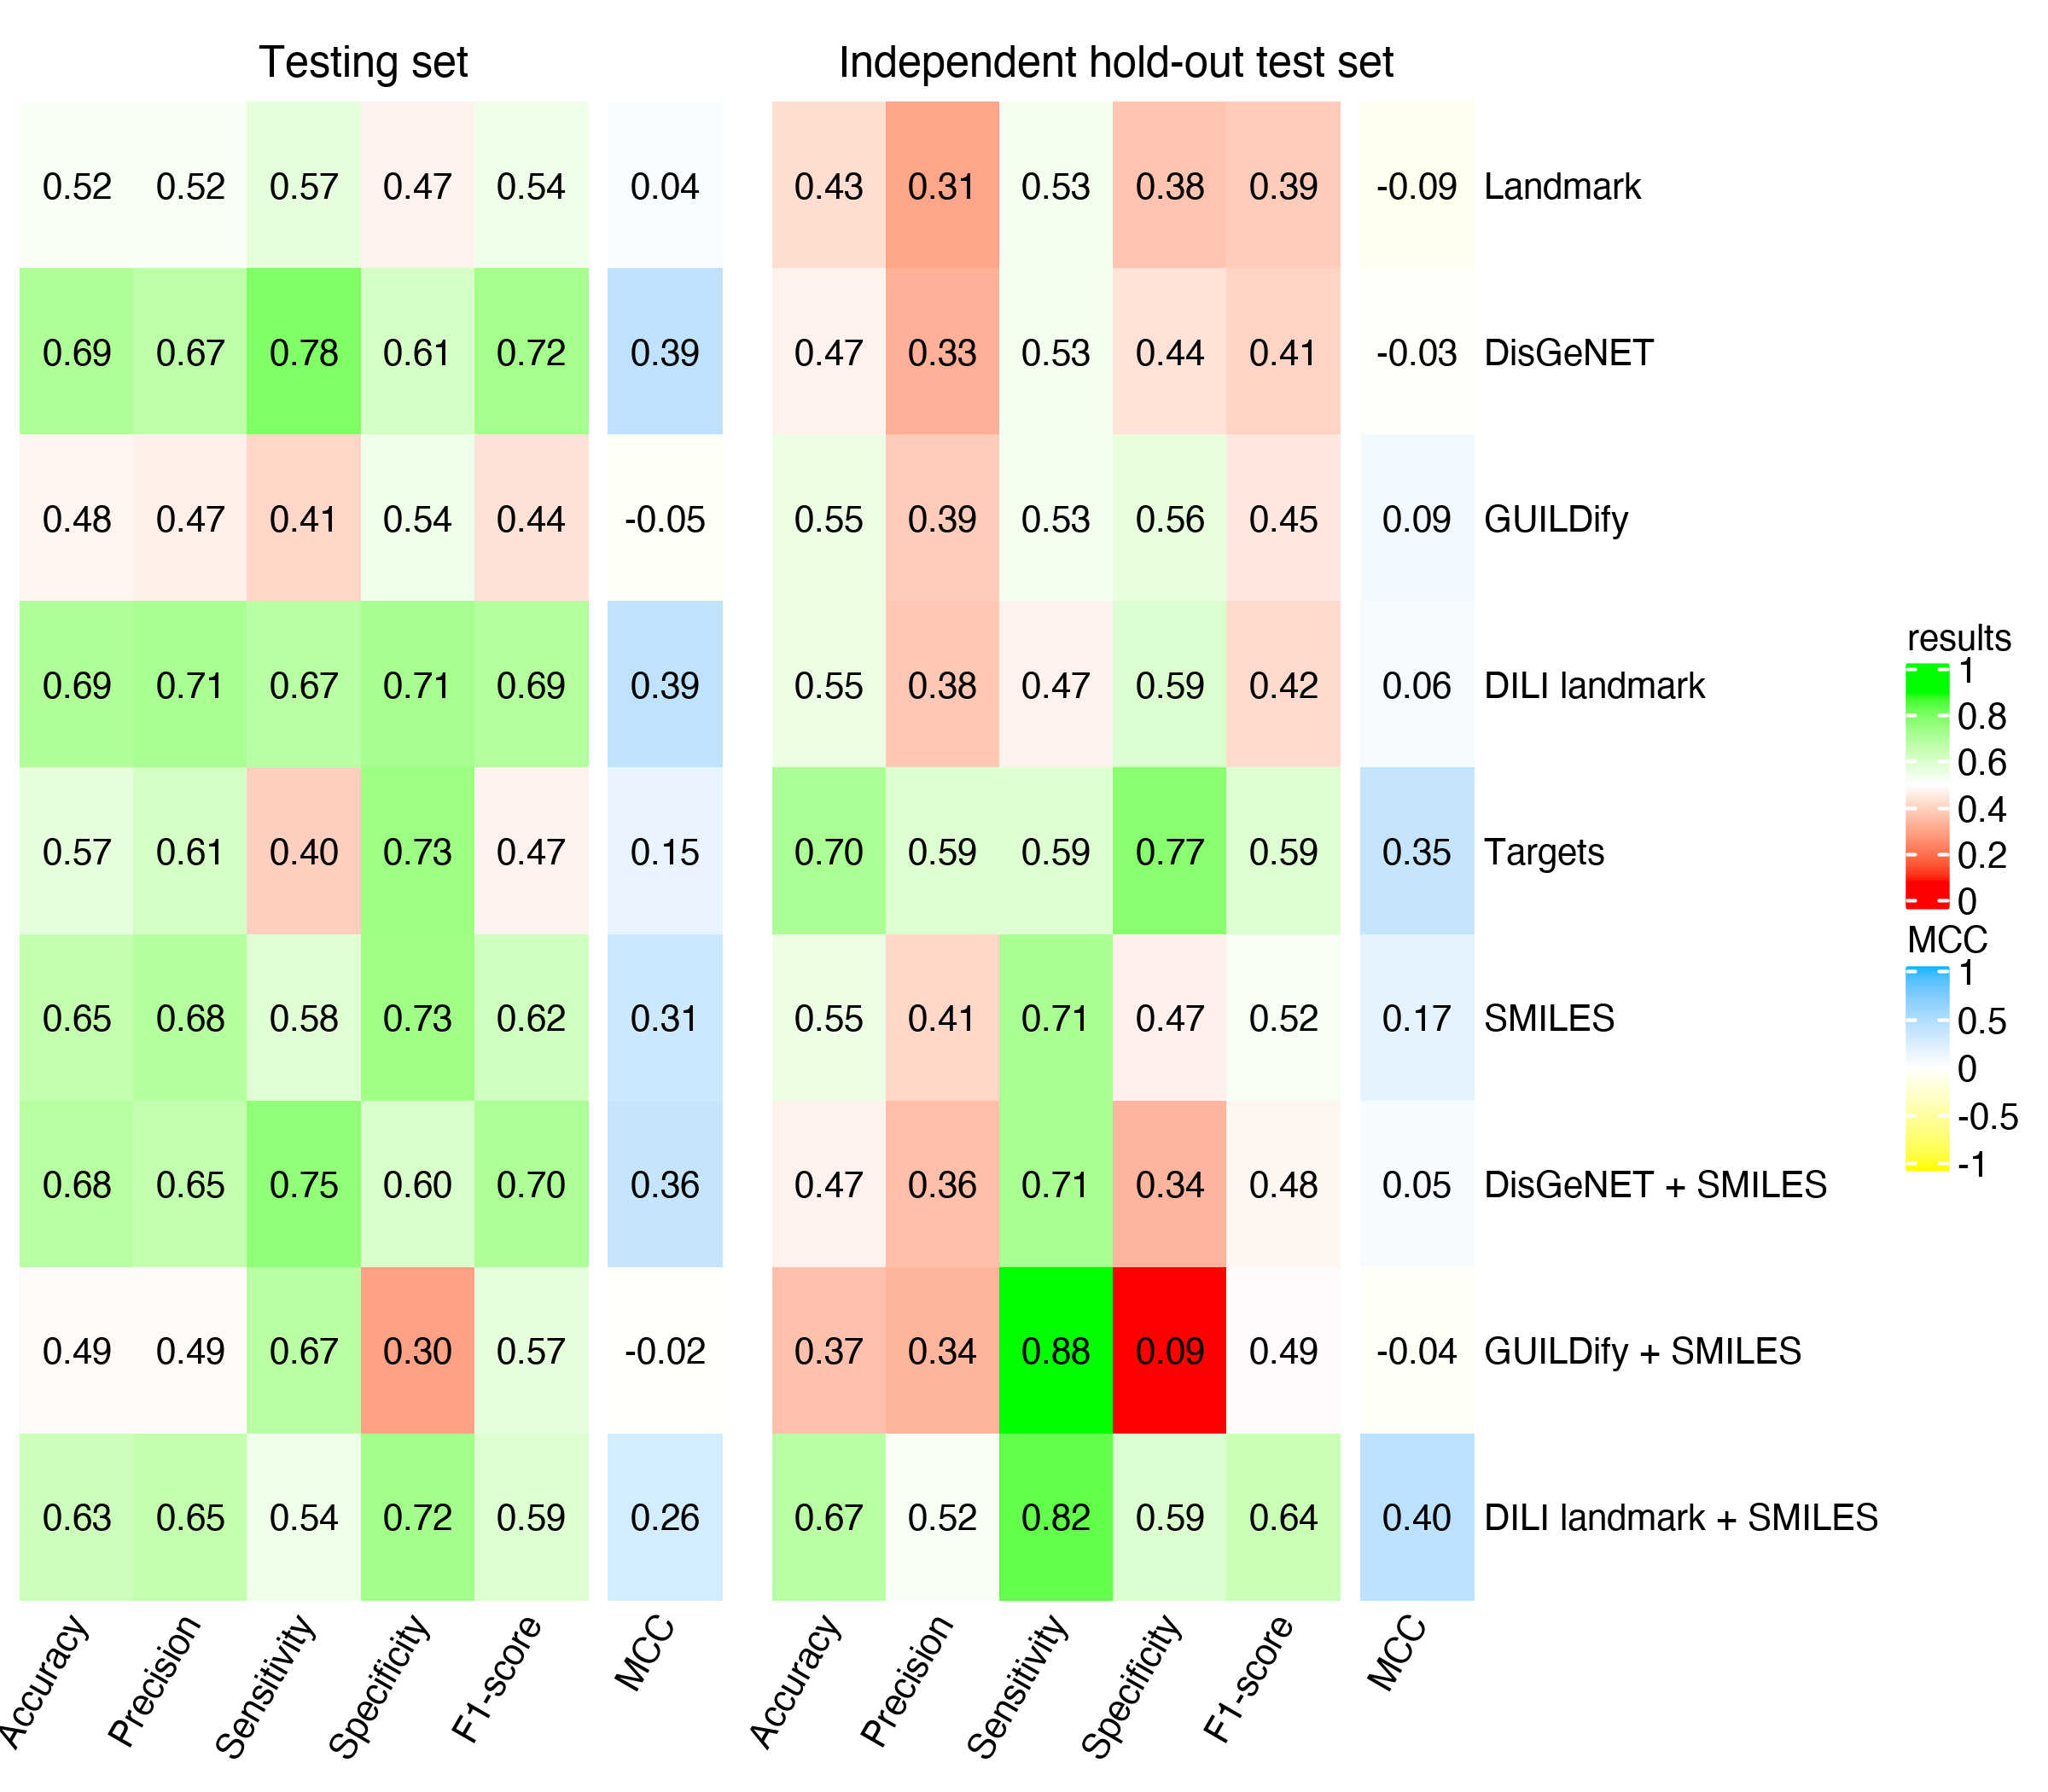 Testing set
Independent hold-out test set
0.52 0.52 0.57 0.47 0.54 0.04 0.43 0.31 0.53 0.38 0.39 -0.09 Landmark
0.69 0.67 0.78 0.61 0.72 0.39 0.47 0.33 0.53 0.44 0.41 -0.03 DisGeNET
0.48 0.47 0.41 0.54 0.44 -0.05 0.55 0.39 0.53 0.56 0.45 0.09 GUILDify
0.69 0.71 0.67 0.71 0.69 0.39 0.55 0.38 0.47 0.59 0.42 0.06 DILI landmark
0.57 0.61 0.40 0.73 0.47 0.15 0.70 0.59 0.59 0.77 0.59 0.35 Targets
0.65 0.68 0.58 0.73 0.62 0.31 0.55 0.41 0.71 0.47 0.52 0.17 SMILES
0.68 0.65 0.75 0.60 0.70 0.36 0.47 0.36 0.71 0.34 0.48 0.05 DisGeNET + SMILES
0.49 0.49 0.67 0.30 0.57 -0.02 0.37 0.34 0.88 0.09 0.49 -0.04 GUILDify + SMILES
0.63 0.65 0.54 0.72 0.59 0.26 0.67 0.52 0.82 0.59 0.64 0.40 DILI landmark + SMILES
Accuracy Precision Sensitivity Specificity F1-score MCC Accuracy Precision Sensitivity Specificity F1-score MCC
results
1
0.8
0.6
0.4
0.2
0
MCC
1
0.5
0
-0.5
-1